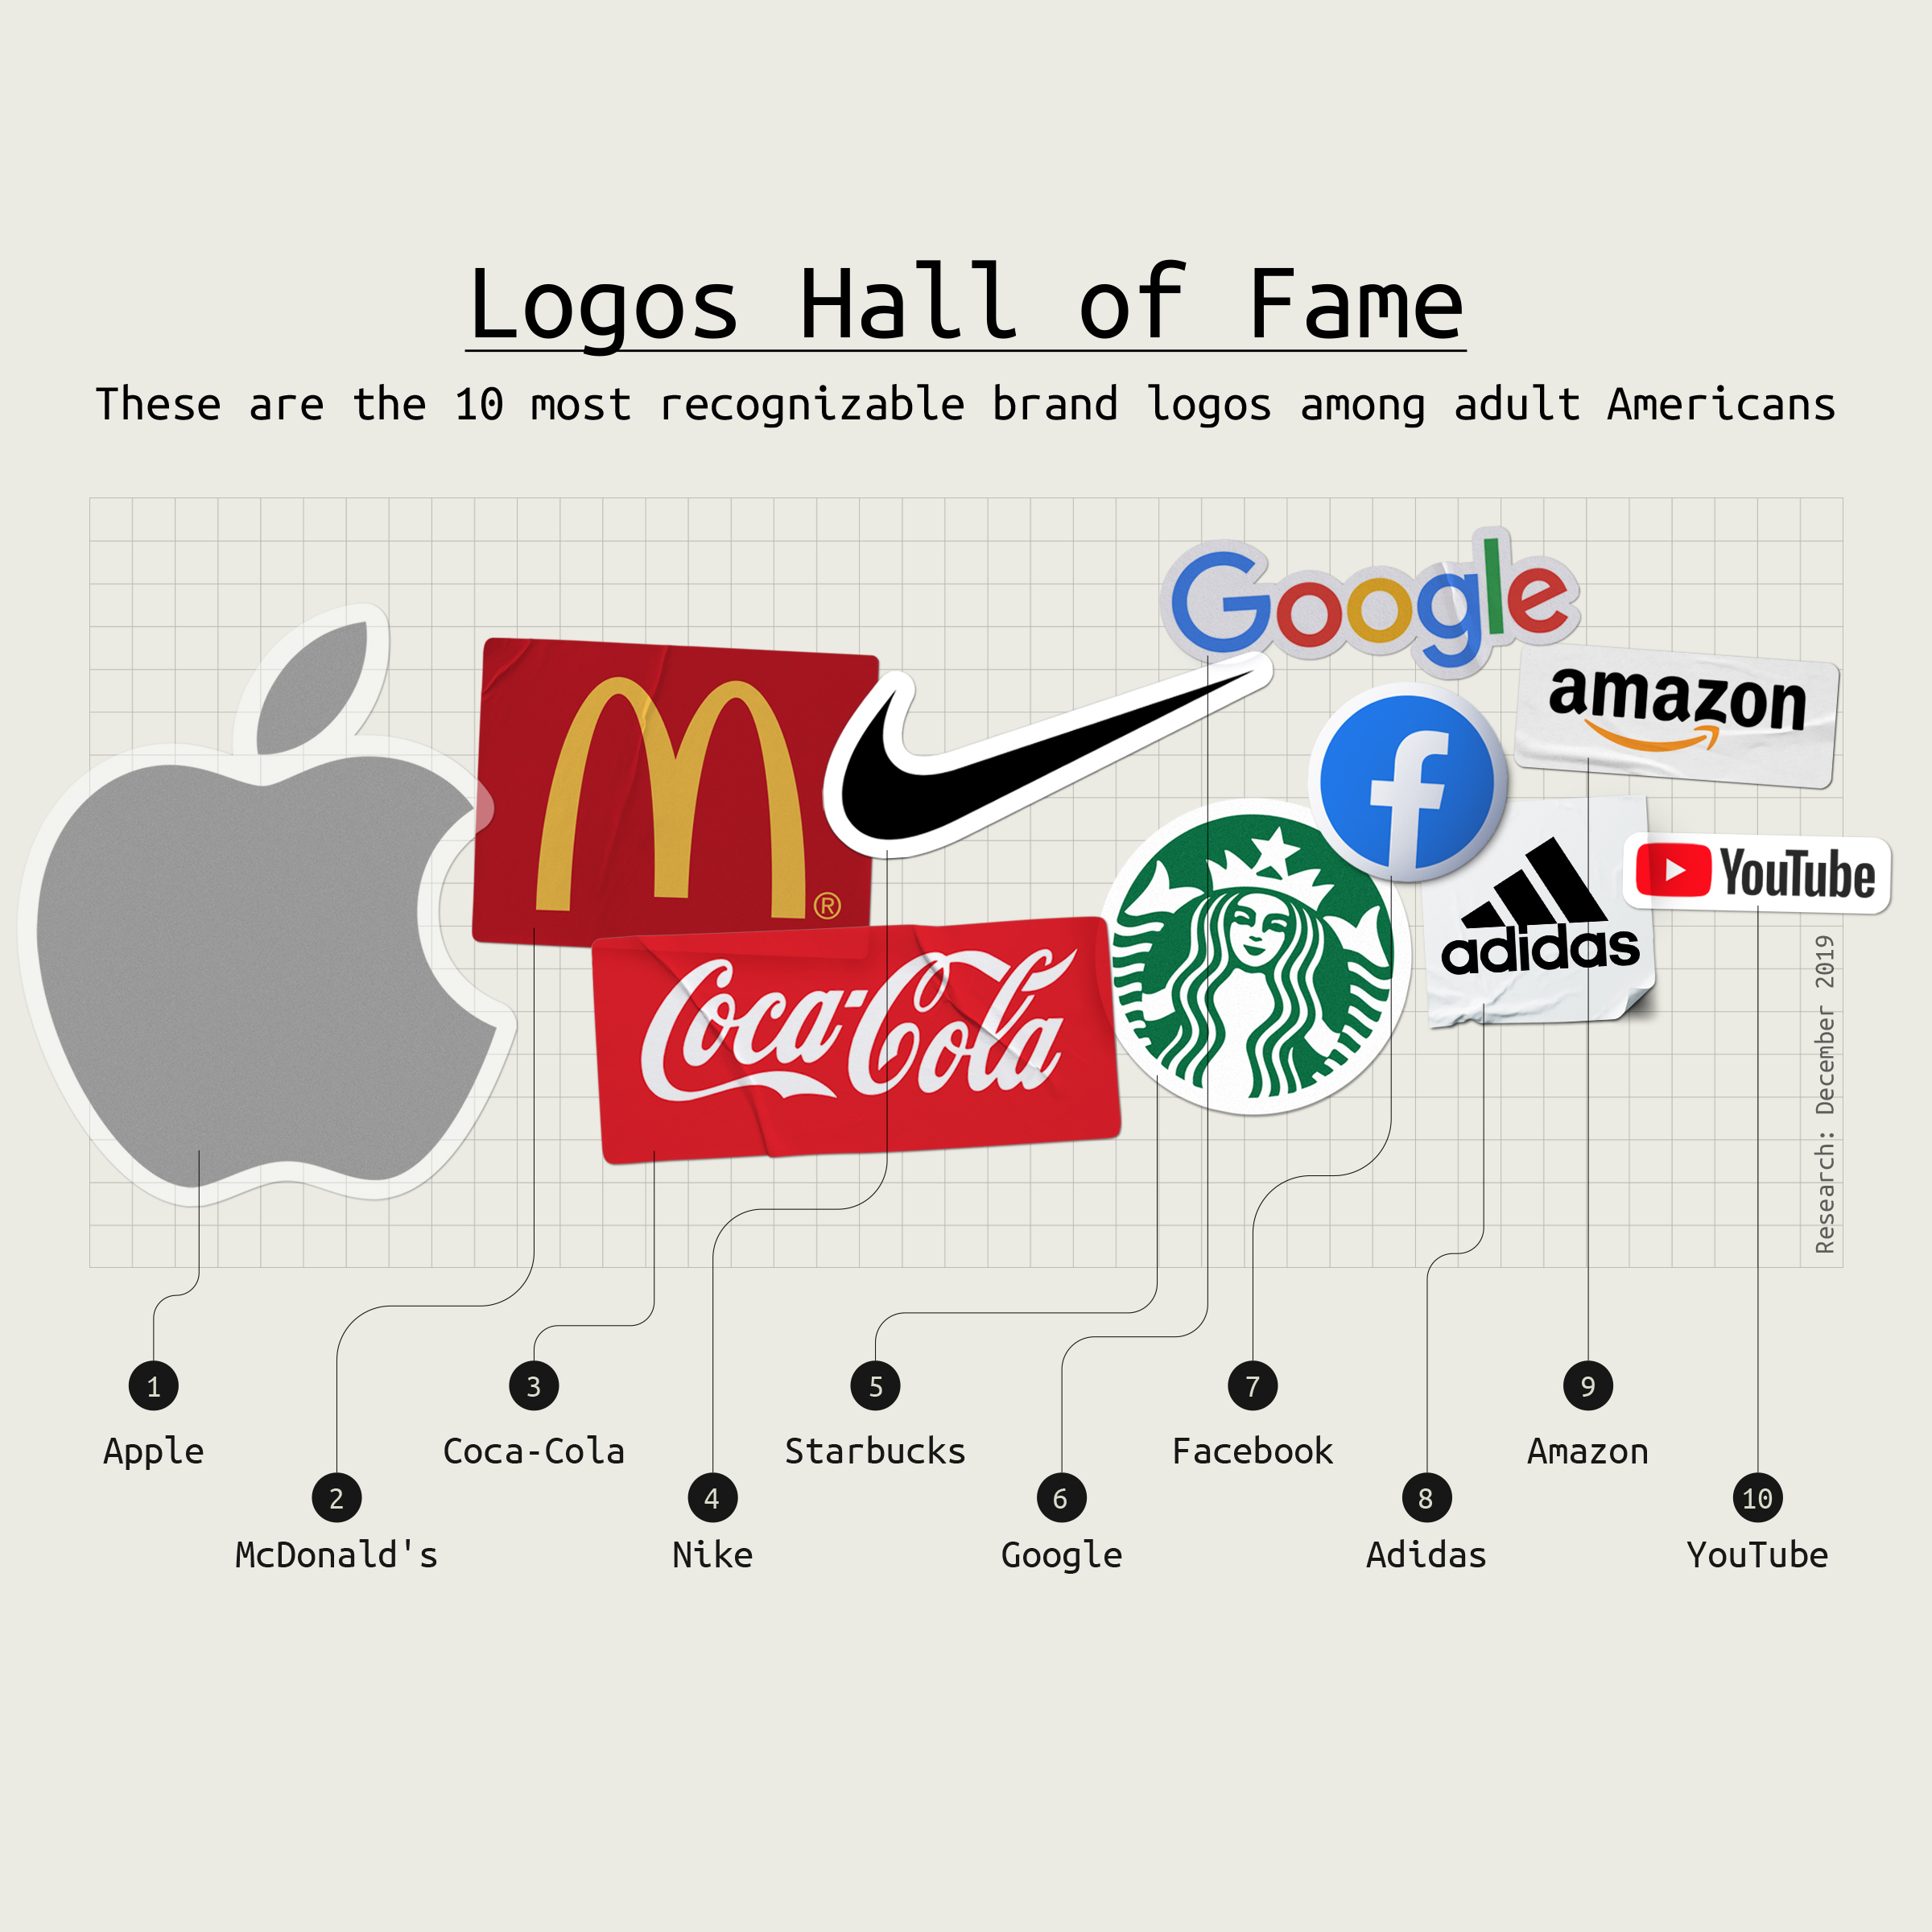 Logos Hall of Fame
These are the 10 most recognizable brand logos among adult Americans
Google
amazon
M
®
f
YouTube
adidas
Coca-Cola
Research: December 2019
1
Apple
2
McDonald's
3
Coca-Cola
4
Nike
5
Starbucks
6
Google
7
Facebook
8
Adidas
9
Amazon
10
YouTube